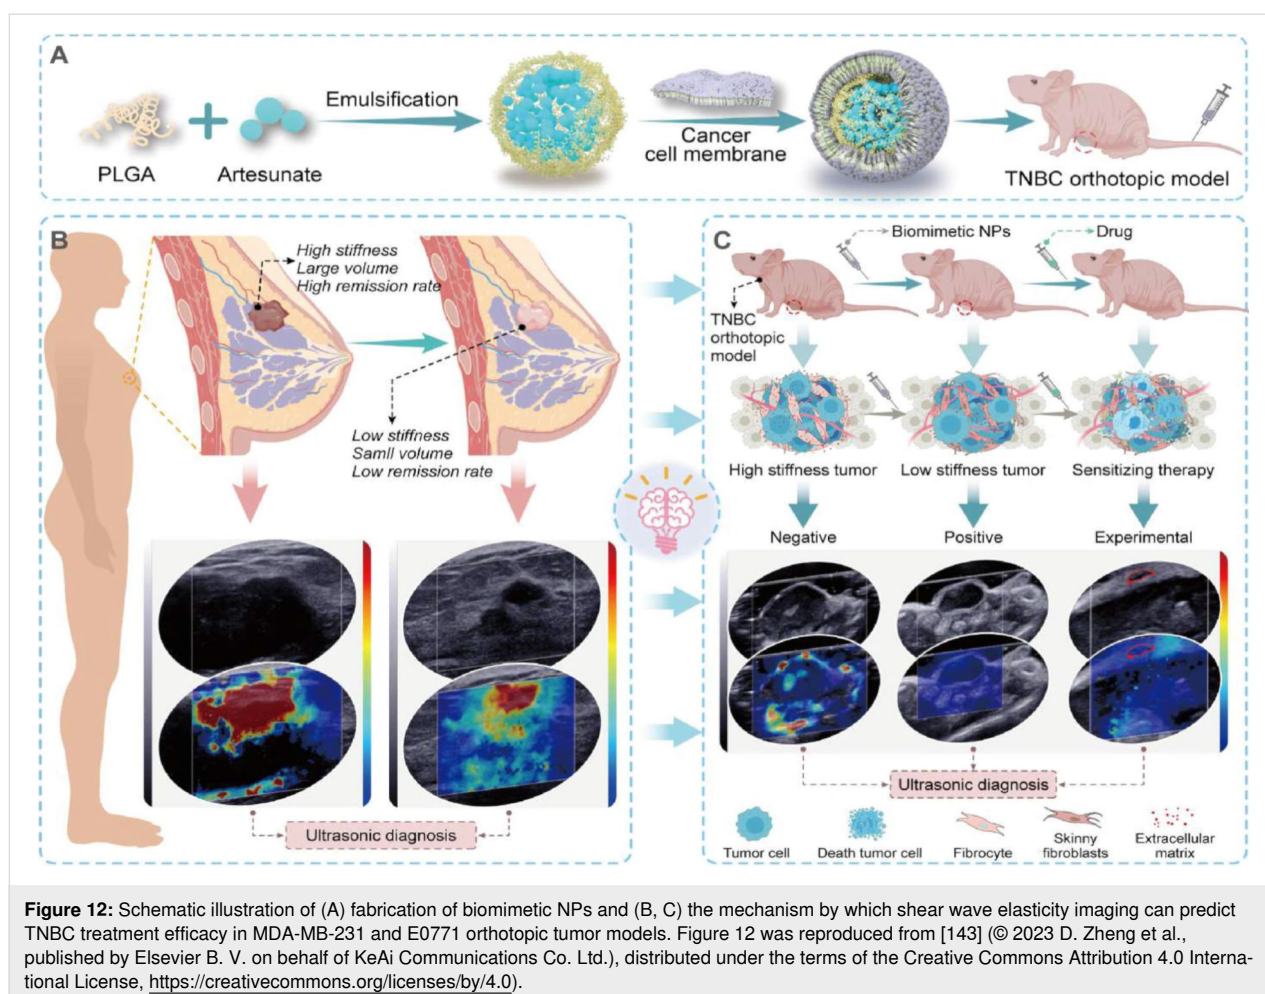 A
PLGA
Artesunate
Emulsification
Cancer
cell membrane
TNBC orthotopic model
B
High stiffness
Large volume
High remission rate
Low stiffness
Samll volume
Low remission rate
Ultrasonic diagnosis
C
Biomimetic NPs
Drug
TNBC
orthotopic
model
High stiffness tumor
Low stiffness tumor
Sensitizing therapy
Negative
Positive
Experimental
Ultrasonic diagnosis
Tumor cell
Death tumor cell
Fibrocyte
Skinny
fibroblasts
Extracellular
matrix
Figure 12: Schematic illustration of (A) fabrication of biomimetic NPs and (B, C) the mechanism by which shear wave elasticity imaging can predict
TNBC treatment efficacy in MDA-MB-231 and E0771 orthotopic tumor models. Figure 12 was reproduced from [143] (© 2023 D. Zheng et al.,
published by Elsevier B. V. on behalf of KeAi Communications Co. Ltd.), distributed under the terms of the Creative Commons Attribution 4.0 Interna-
tional License, https://creativecommons.org/licenses/by/4.0).